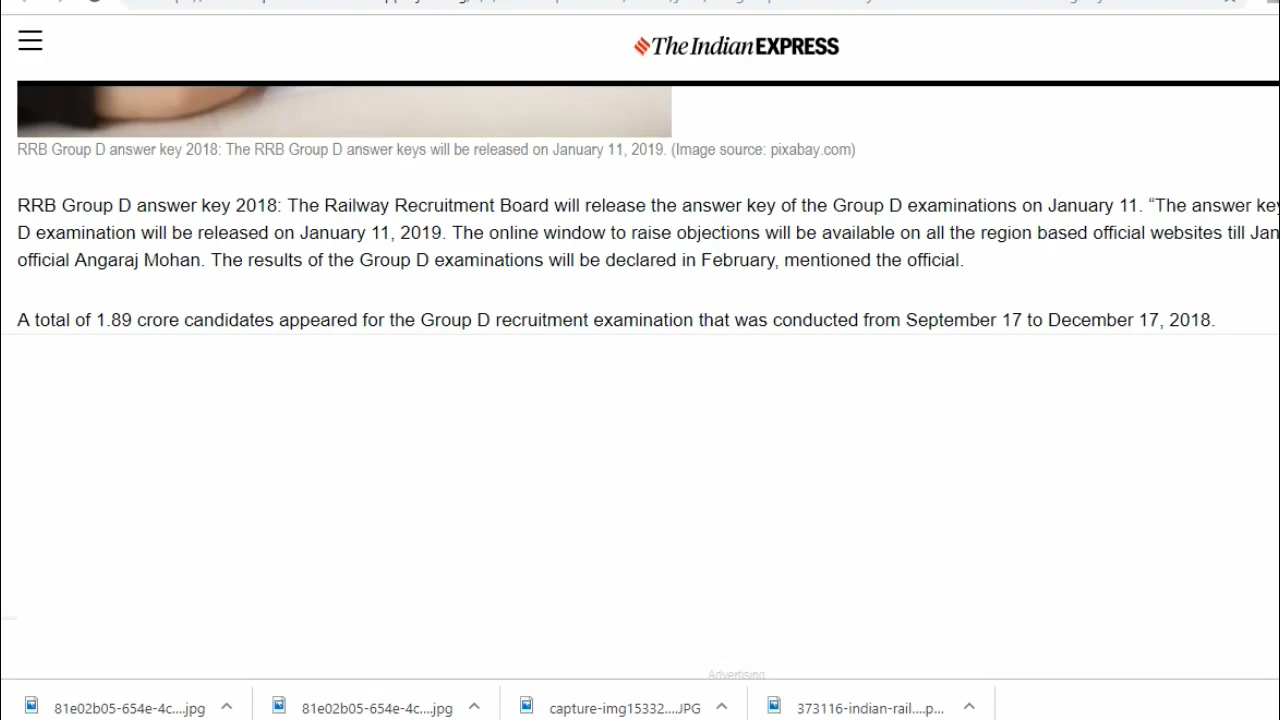 The Indian EXPRESS
RRB Group D answer key 2018: The RRB Group D answer keys will be released on January 11, 2019. (Image source: pixabay.com)
RRB Group D answer key 2018: The Railway Recruitment Board will release the answer key of the Group D examinations on January 11. “The answer key
D examination will be released on January 11, 2019. The online window to raise objections will be available on all the region based official websites till Jan
official Angaraj Mohan. The results of the Group D examinations will be declared in February, mentioned the official.
A total of 1.89 crore candidates appeared for the Group D recruitment examination that was conducted from September 17 to December 17, 2018.
Advertising
81e02b05-654e-4c....jpg 81e02b05-654e-4c....jpg capture-img15332....JPG 373116-indian-rail....p...